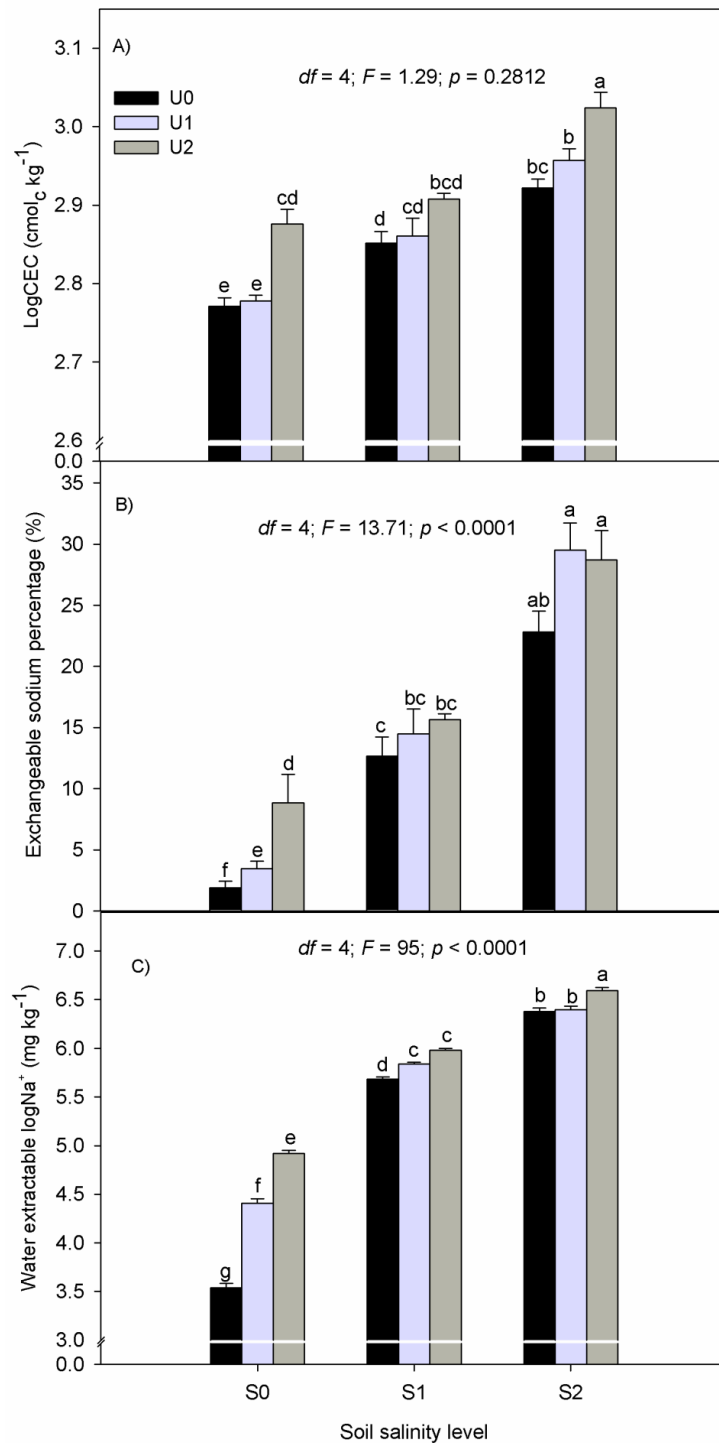 A)
df = 4; F = 1.29; p = 0.2812
U0
U1
U2
LogCEC (cmolc kg-1)
3.1
3.0
2.9
2.8
2.7
2.6
0.0
e e cd
d cd bcd
bc b a
B)
df = 4; F = 13.71; p < 0.0001
Exchangeable sodium percentage (%)
35
30
25
20
15
10
5
0
f e d
c bc bc
ab a a
C)
df = 4; F = 95; p < 0.0001
Water extractable logNa+ (mg kg-1)
7.0
6.5
6.0
5.5
5.0
4.5
4.0
3.5
3.0
0.0
g f e
d c c
b b a
S0 S1 S2
Soil salinity level